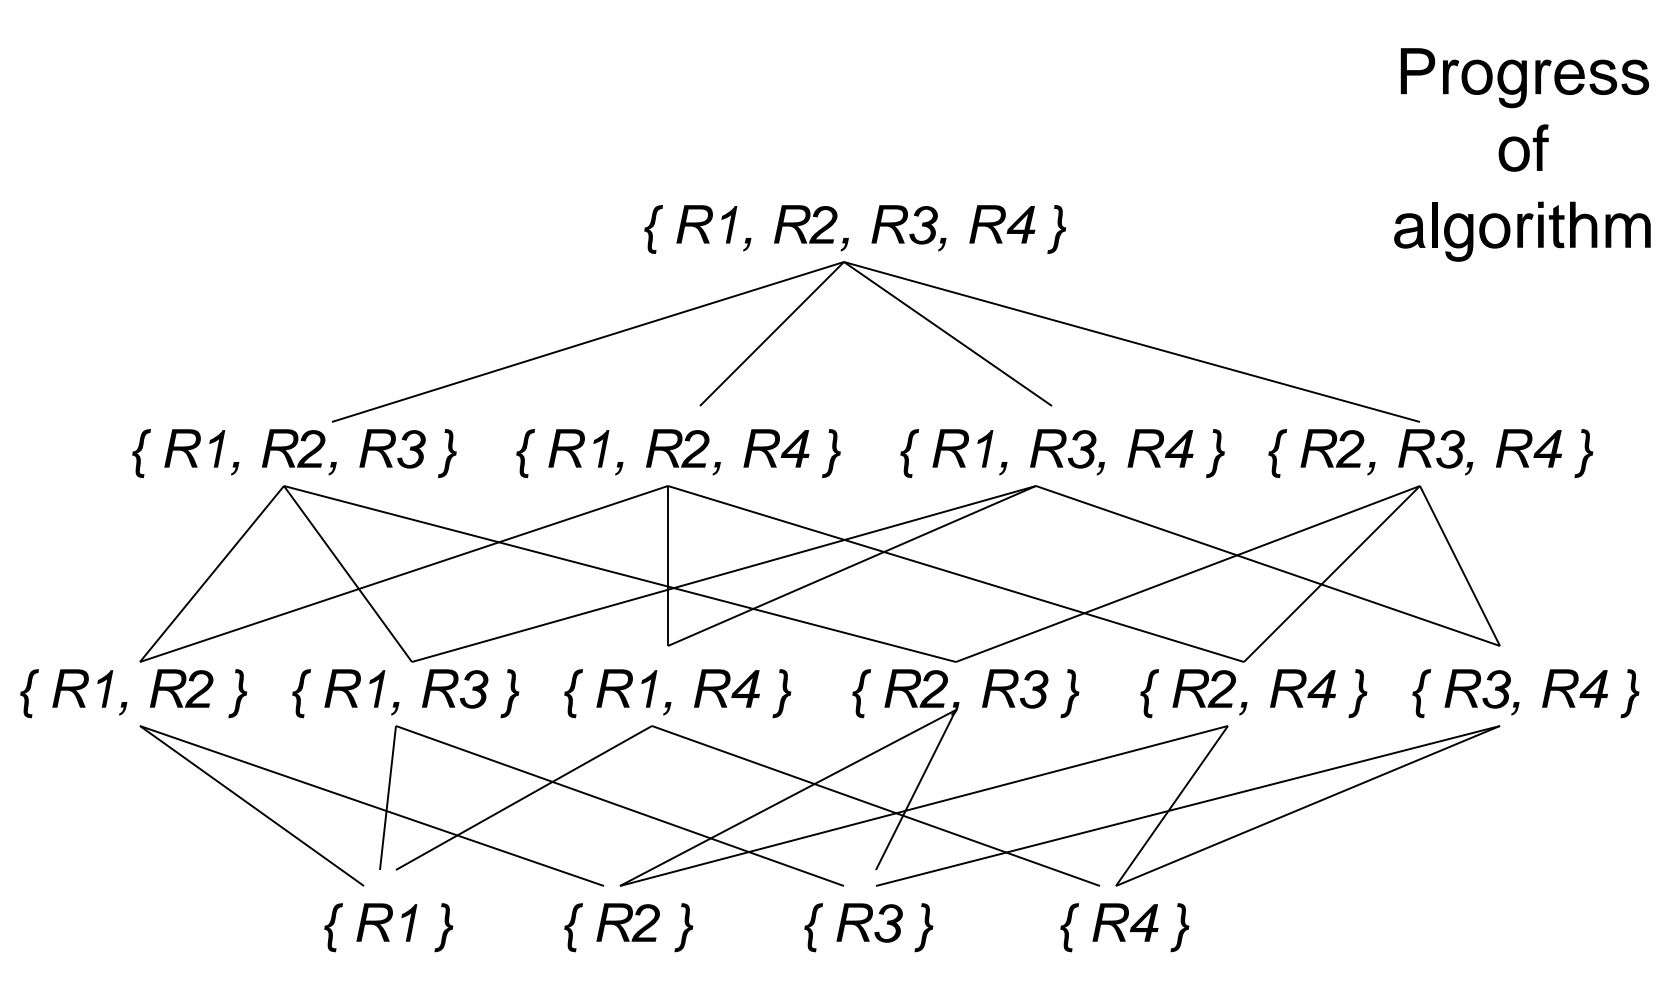 Progress
of
algorithm
{ R1, R2, R3, R4 }
{ R1, R2, R3 } { R1, R2, R4 } { R1, R3, R4 } { R2, R3, R4 }
{ R1, R2 } { R1, R3 } { R1, R4 } { R2, R3 } { R2, R4 } { R3, R4 }
{ R1 } { R2 } { R3 } { R4 }